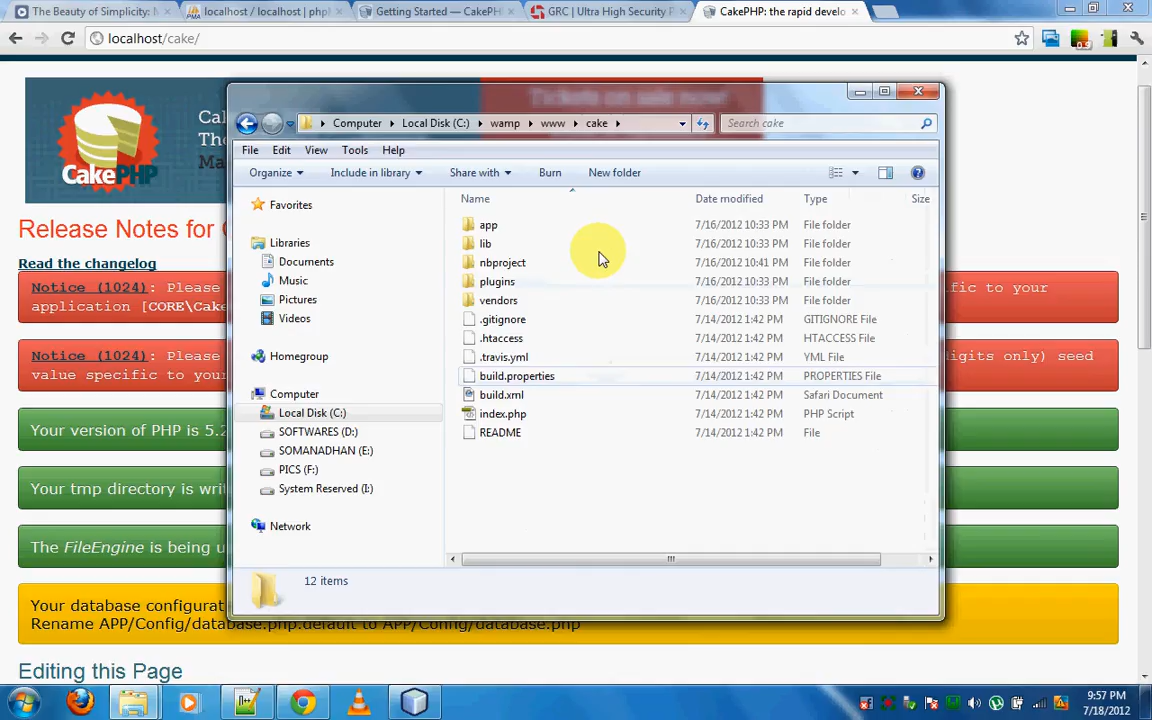 The Beauty of Simplicity:
localhost / localhost | phpM
Getting Started — CakePH
GRC | Ultra High Security P
CakePHP: the rapid develo
localhost/cake/
CakePHP
Release Notes for
Read the changelog
Notice (1024): Please
application [CORE\Cake
fic to your
Notice (1024): Please
value specific to your
digits only) seed
Your version of PHP is 5.2
Your tmp directory is writ
The FileEngine is being u
Your database configurat
Rename APP/Config/database.php.default to APP/Config/database.php
Editing this Page
Tickets on sale now!
Computer
Local Disk (C:)
wamp
www
cake
Search cake
File
Edit
View
Tools
Help
Organize
Include in library
Share with
Burn
New folder
Favorites
Libraries
Documents
Music
Pictures
Videos
Homegroup
Computer
Local Disk (C:)
SOFTWARES (D:)
SOMANADHAN (E:)
PICS (F:)
System Reserved (I:)
Network
Name Date modified Type Size
app 7/16/2012 10:33 PM File folder
lib 7/16/2012 10:33 PM File folder
nbproject 7/16/2012 10:41 PM File folder
plugins 7/16/2012 10:33 PM File folder
vendors 7/16/2012 10:33 PM File folder
.gitignore 7/14/2012 1:42 PM GITIGNORE File
.htaccess 7/14/2012 1:42 PM HTACCESS File
.travis.yml 7/14/2012 1:42 PM YML File
build.properties 7/14/2012 1:42 PM PROPERTIES File
build.xml 7/14/2012 1:42 PM Safari Document
index.php 7/14/2012 1:42 PM PHP Script
README 7/14/2012 1:42 PM File
12 items
9:57 PM
7/18/2012